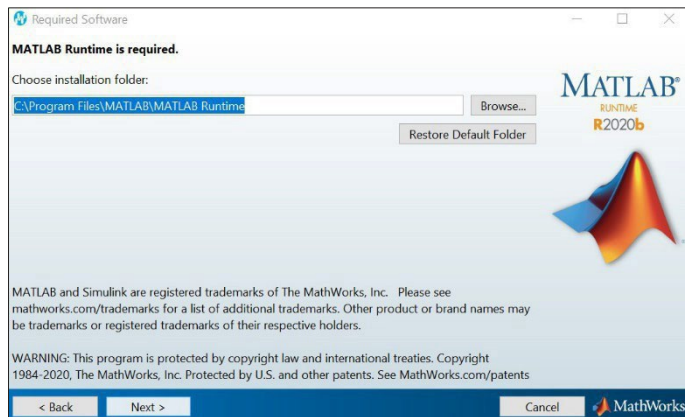 Required Software
MATLAB Runtime is required.
Choose installation folder:
C:\Program Files\MATLAB\MATLAB Runtime
Browse...
Restore Default Folder
MATLAB®
RUNTIME
R2020b
MATLAB and Simulink are registered trademarks of The MathWorks, Inc. Please see
mathworks.com/trademarks for a list of additional trademarks. Other product or brand names may
be trademarks or registered trademarks of their respective holders.
WARNING: This program is protected by copyright law and international treaties. Copyright
1984-2020, The MathWorks, Inc. Protected by U.S. and other patents. See MathWorks.com/patents
< Back
Next >
Cancel
MathWorks